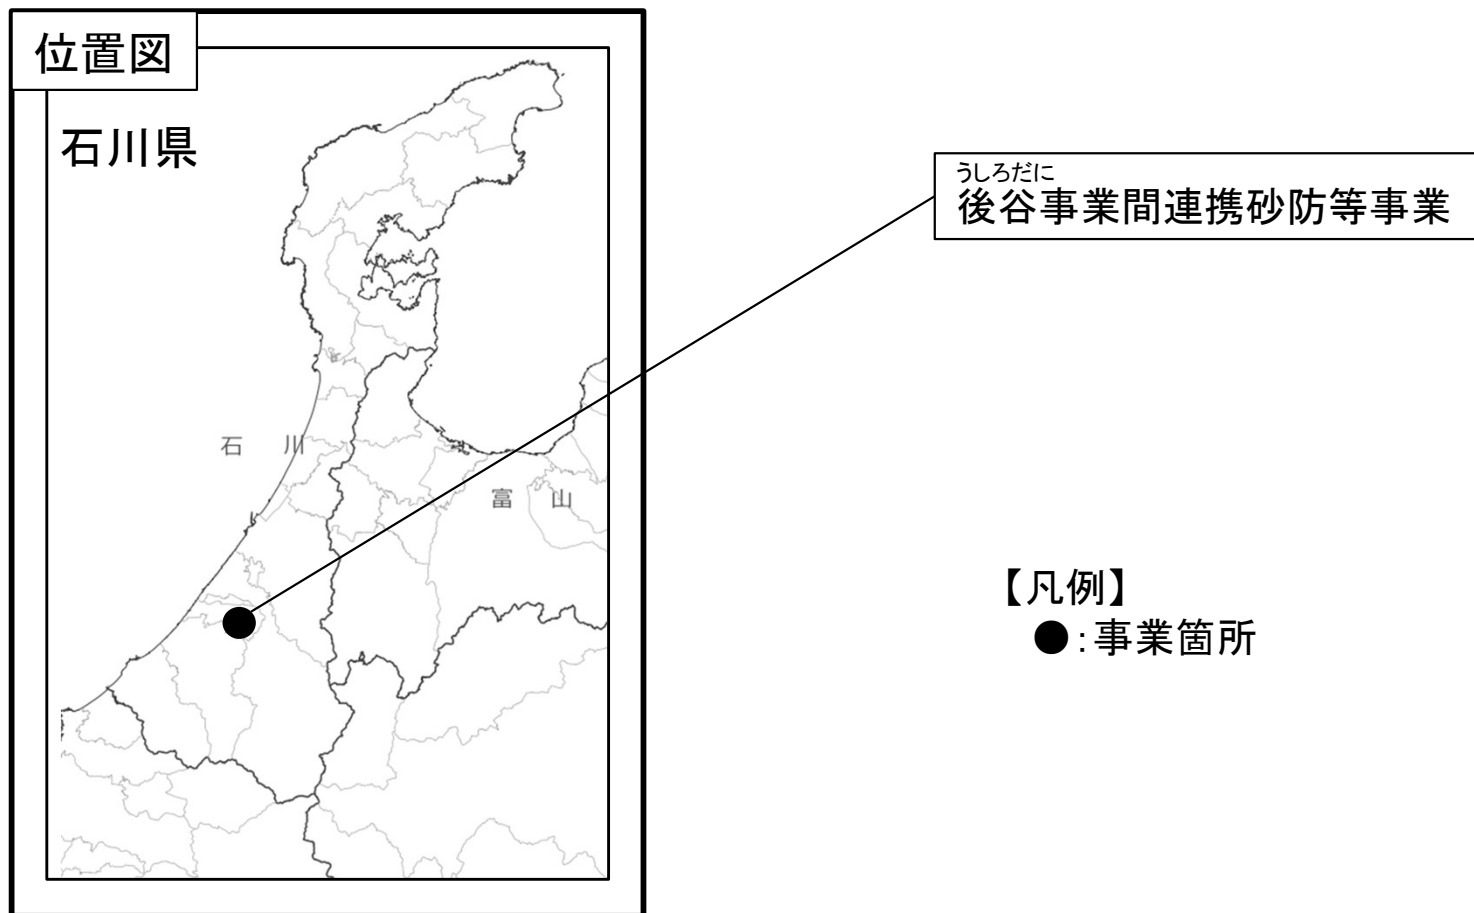 位置図
石川県
うしろだに
後谷事業間連携砂防等事業
石川
富山
【凡例】
●:事業箇所